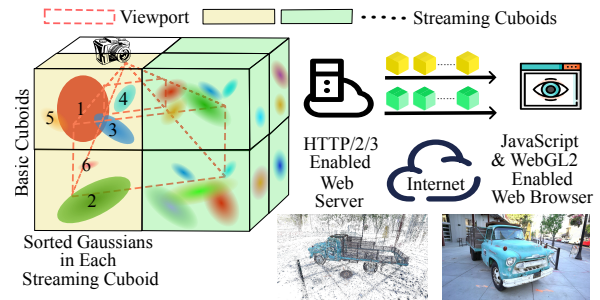 Viewport
Streaming Cuboids
Basic Cuboids
1
4
5
3
6
2
Sorted Gaussians
in Each
Streaming Cuboid
HTTP/2/3
Enabled
Web
Server
Internet
JavaScript
& WebGL2
Enabled
Web Browser